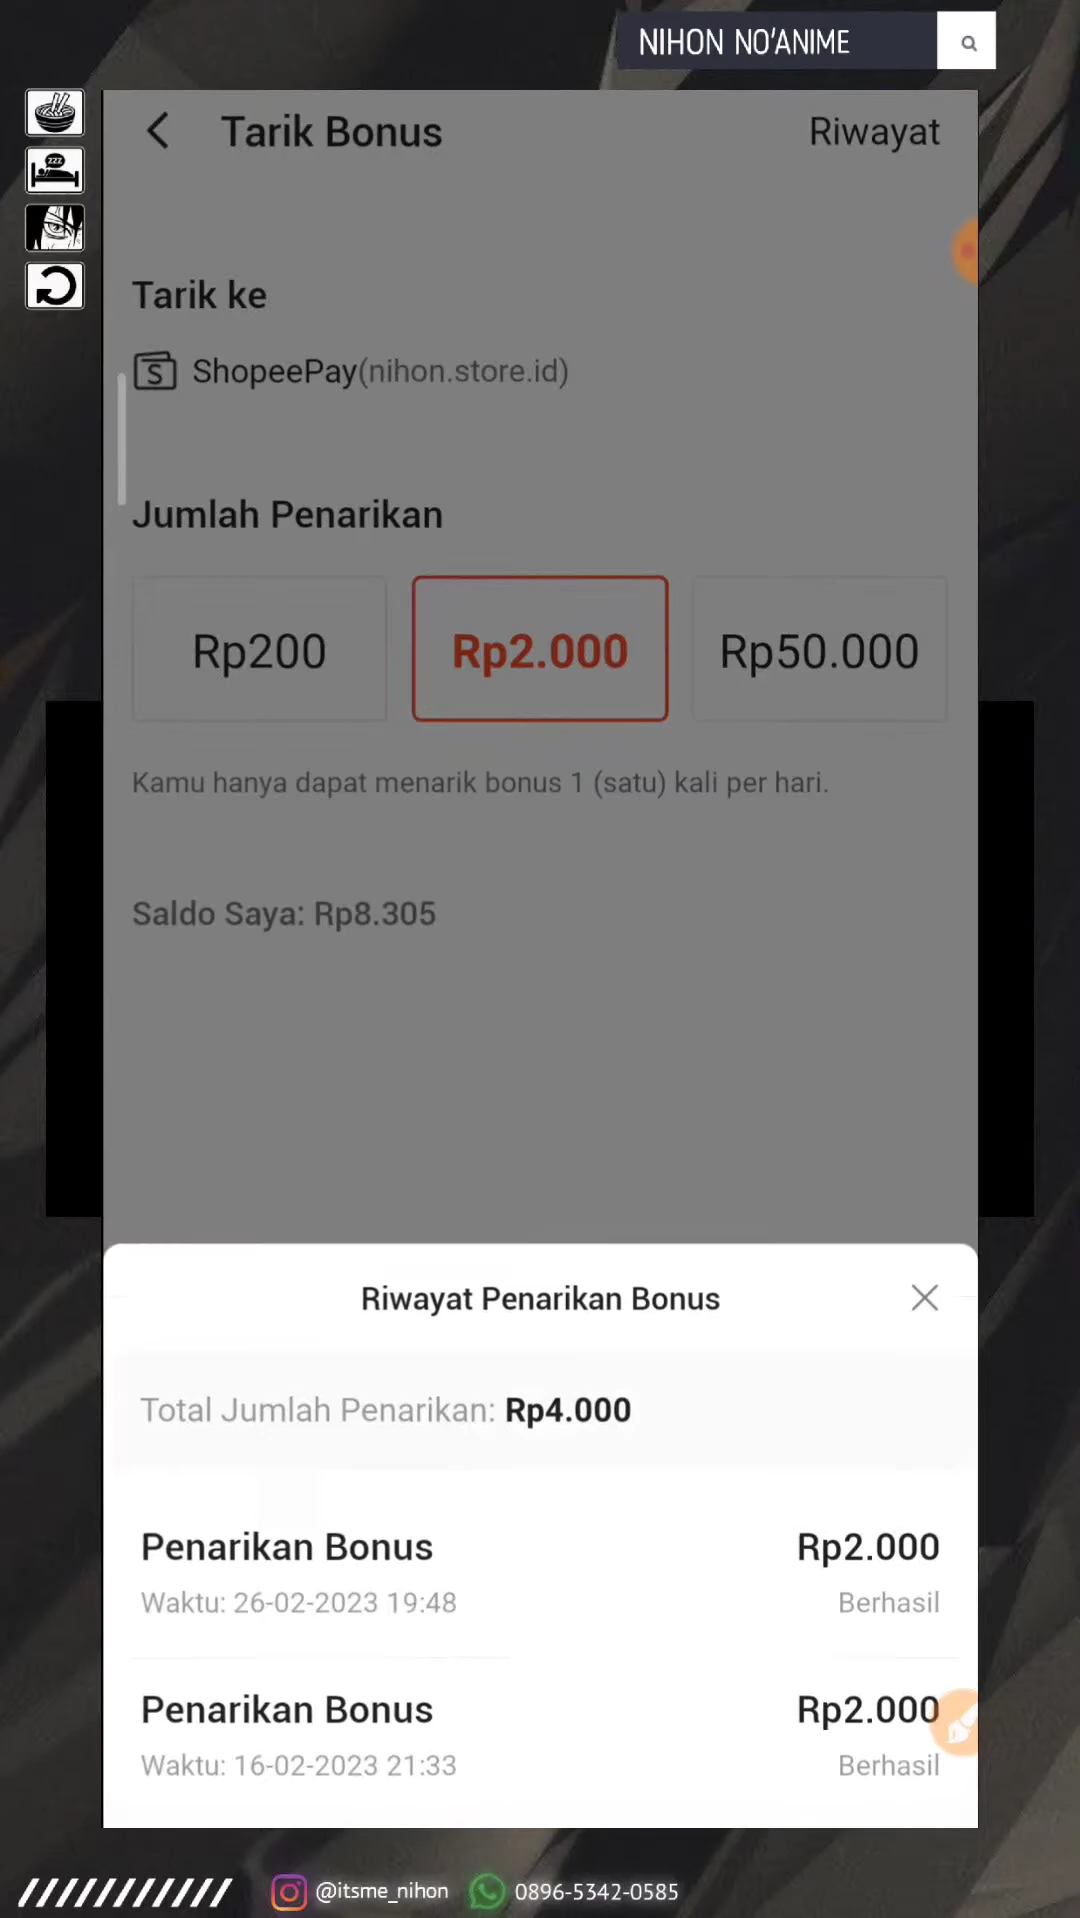 NIHON NO'ANIME
zzz
Tarik Bonus
Riwayat
Tarik ke
S ShopeePay(nihon.store.id)
Jumlah Penarikan
Rp200
Rp2.000
Rp50.000
Kamu hanya dapat menarik bonus 1 (satu) kali per hari.
Saldo Saya: Rp8.305
Riwayat Penarikan Bonus
Total Jumlah Penarikan: Rp4.000
Penarikan Bonus
Rp2.000
Waktu: 26-02-2023 19:48
Berhasil
Penarikan Bonus
Rp2.000
Waktu: 16-02-2023 21:33
Berhasil
@itsme_nihon
0896-5342-0585